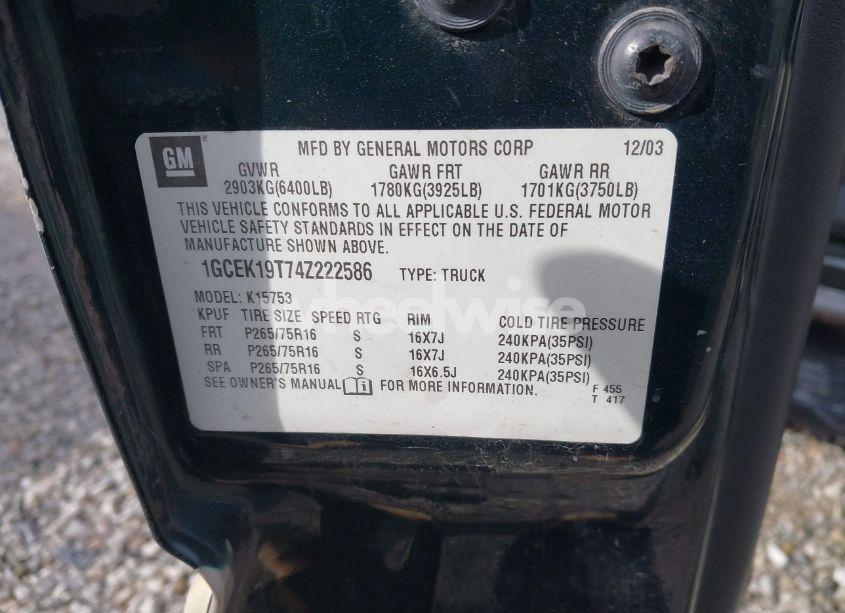 GM
MFD BY GENERAL MOTORS CORP 12/03
GVWR GAWR FRT GAWR RR
2903KG(6400LB) 1780KG(3925LB) 1701KG(3750LB)
THIS VEHICLE CONFORMS TO ALL APPLICABLE U.S. FEDERAL MOTOR
VEHICLE SAFETY STANDARDS IN EFFECT ON THE DATE OF
MANUFACTURE SHOWN ABOVE.
1GCEK19T74Z222586 TYPE: TRUCK
MODEL: K15753
KPUF TIRE SIZE SPEED RTG RIM COLD TIRE PRESSURE
FRT P265/75R16 S 16X7J 240KPA(35PSI)
RR P265/75R16 S 16X7J 240KPA(35PSI)
SPA P265/75R16 S 16X6.5J 240KPA(35PSI)
SEE OWNER'S MANUAL FOR MORE INFORMATION.
F 455
T 417
wheelwise